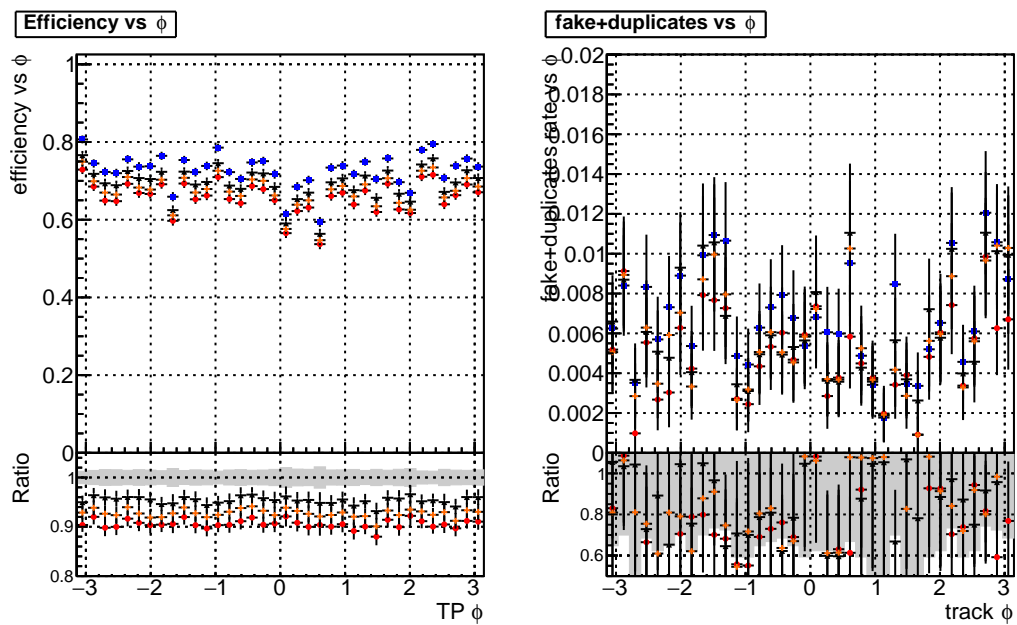 Efficiency vs ϕ
efficiency vs ϕ
1
0.8
0.6
0.4
0.2
0
Ratio
1
0.9
0.8
−3 −2 −1 0 1 2 3
TP ϕ
fake+duplicates vs ϕ
fake+duplicates rate vs ϕ
0.02
0.018
0.016
0.014
0.012
0.01
0.008
0.006
0.004
0.002
0
Ratio
1
0.8
0.6
−3 −2 −1 0 1 2 3
track ϕ